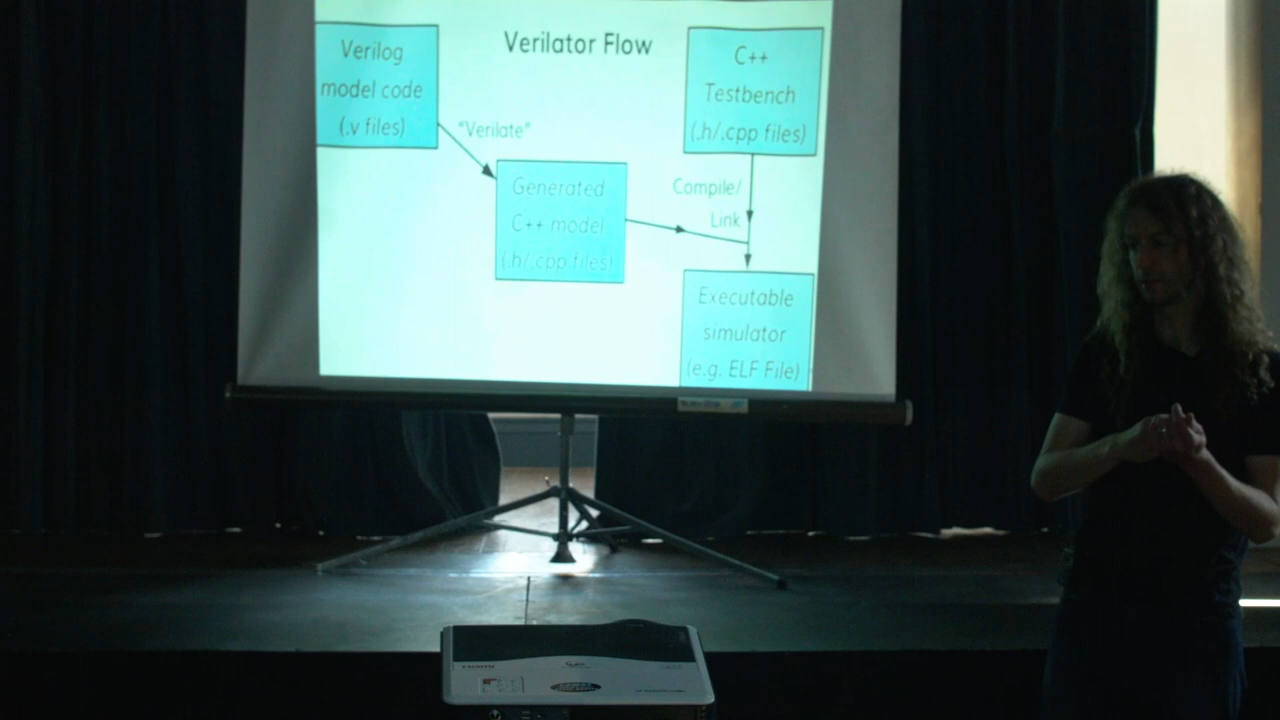 Verilator Flow
Verilog
model code
(.v files)
"Verilate"
Generated
C++ model
(.h/.cpp files)
C++
Testbench
(.h/.cpp files)
Compile/
Link
Executable
simulator
(e.g. ELF File)